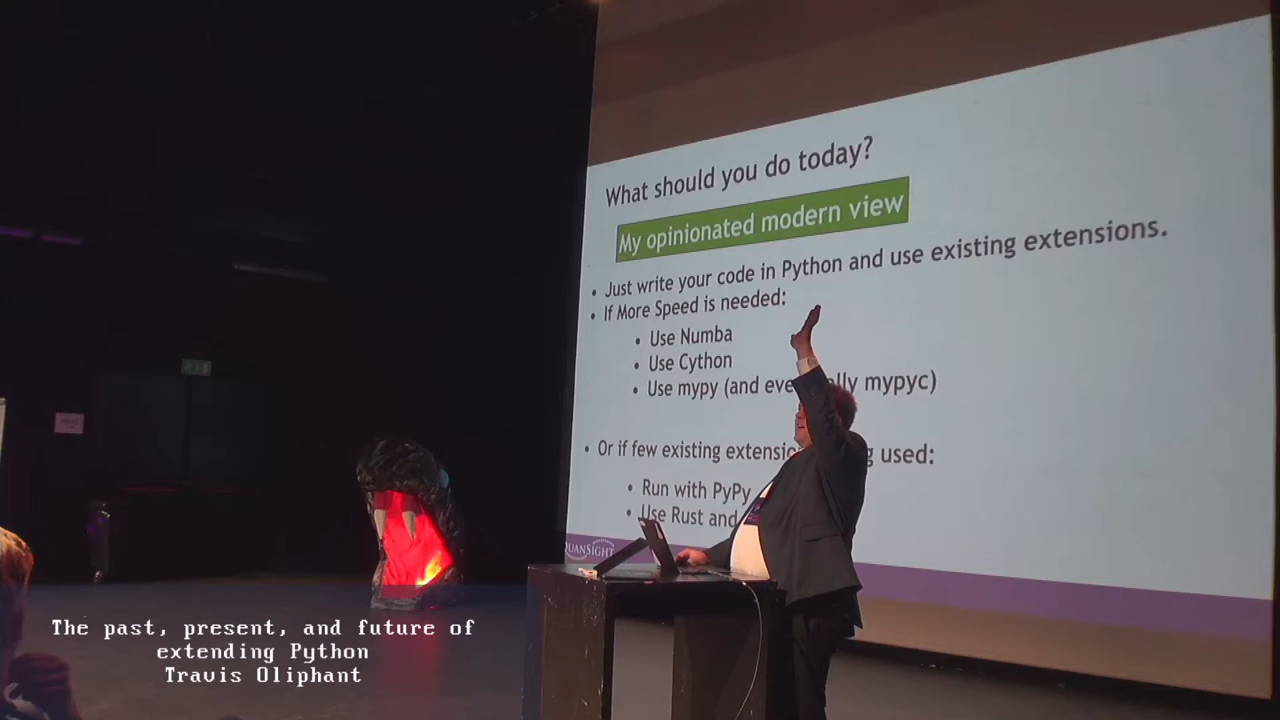 What should you do today?
My opinionated modern view
• Just write your code in Python and use existing extensions.
• If More Speed is needed:
• Use Numba
• Use Cython
• Use mypy (and eve lly mypyc)
• Or if few existing extensio g used:
• Run with PyPy
• Use Rust and
QUANSIGHT
The past, present, and future of
extending Python
Travis Oliphant